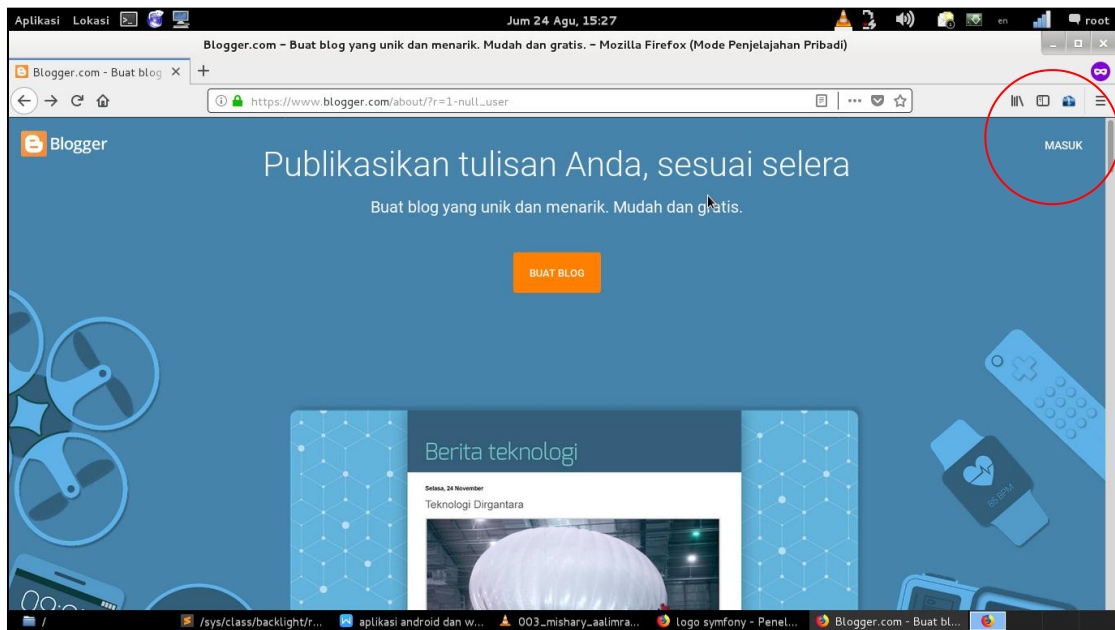 Aplikasi Lokasi Jum 24 Agu, 15:27 en root
Blogger.com – Buat blog yang unik dan menarik. Mudah dan gratis. – Mozilla Firefox (Mode Penjelajahan Pribadi)
Blogger.com - Buat blog
https://www.blogger.com/about/?r=1-null_user
Blogger
MASUK
Publikasikan tulisan Anda, sesuai selera
Buat blog yang unik dan menarik. Mudah dan gratis.
BUAT BLOG
Berita teknologi
Selasa, 24 November
Teknologi Dirgantara
86 BPM
/ /sys/class/backlight/r... aplikasi android dan w... 003_mishary_aalimra... logo symfony - Penel... Blogger.com - Buat bl...